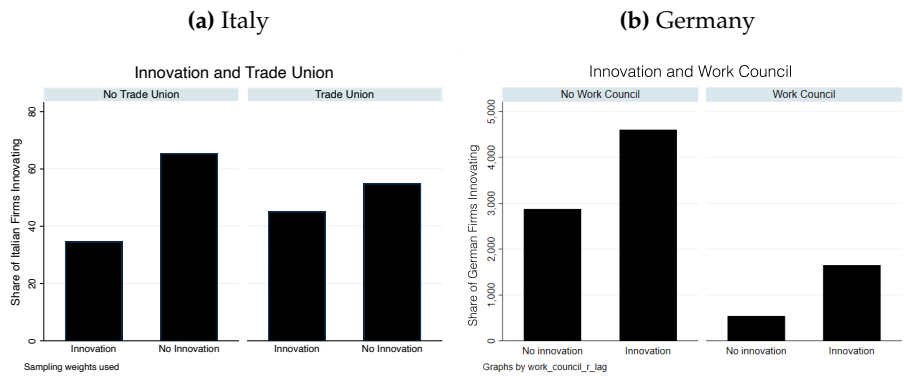 (a) Italy
Innovation and Trade Union
No Trade Union
Trade Union
Share of Italian Firms Innovating
80
60
40
20
0
Innovation
No Innovation
Innovation
No Innovation
Sampling weights used
(b) Germany
Innovation and Work Council
No Work Council
Work Council
Share of German Firms Innovating
5,000
4,000
3,000
2,000
1,000
0
No innovation
Innovation
No innovation
Innovation
Graphs by work_council_r_lag